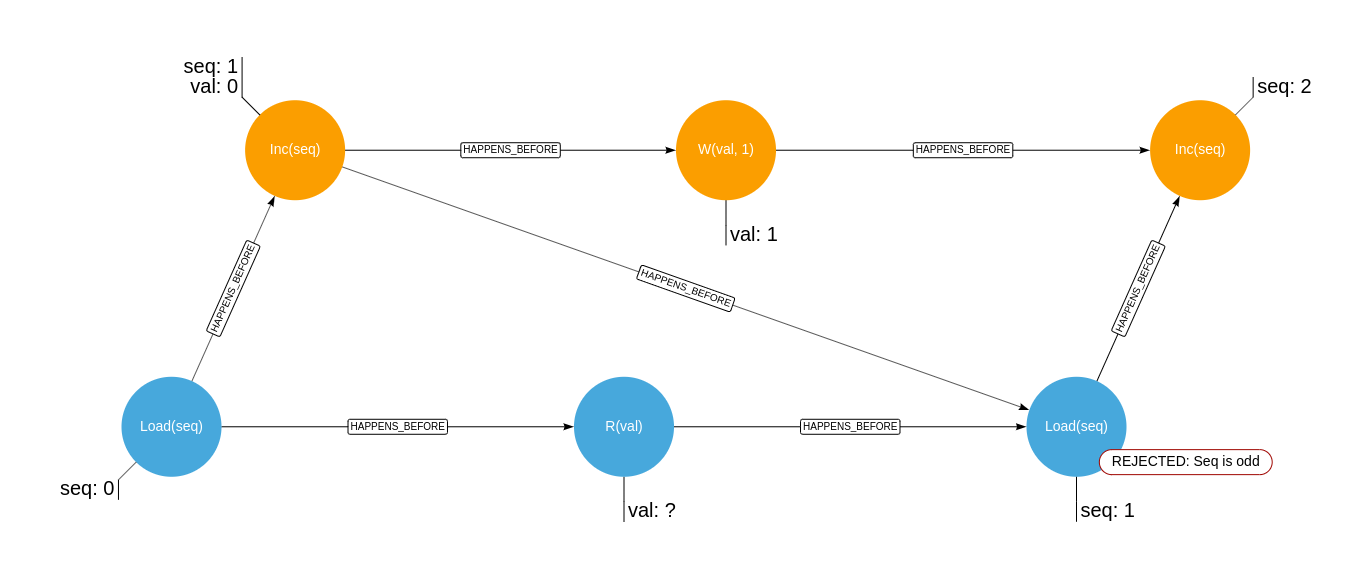 seq: 1
val: 0
seq: 2
Inc(seq)
HAPPENS_BEFORE
W(val, 1)
HAPPENS_BEFORE
Inc(seq)
val: 1
HAPPENS_BEFORE
HAPPENS_BEFORE
HAPPENS_BEFORE
Load(seq)
HAPPENS_BEFORE
R(val)
HAPPENS_BEFORE
Load(seq)
REJECTED: Seq is odd
seq: 0
val: ?
seq: 1